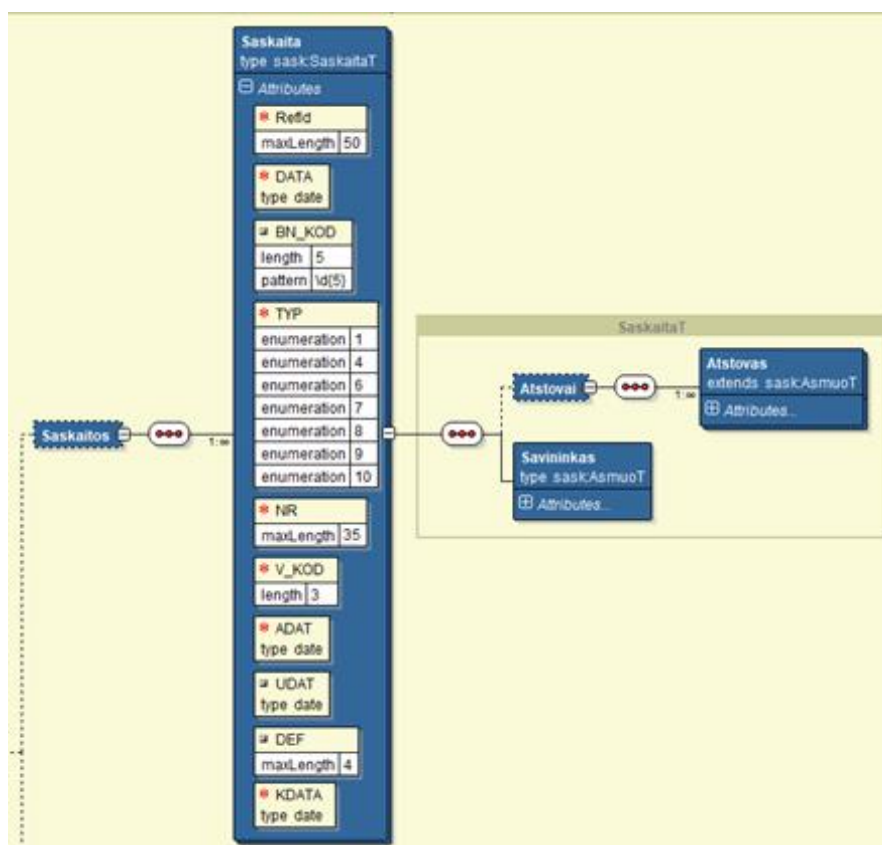 Saskaita
type sask:SaskaitaT
Attributes
RefId
maxLength 50
DATA
type date
BN_KOD
length 5
pattern \d{5}
TYP
enumeration 1
enumeration 4
enumeration 6
enumeration 7
enumeration 8
enumeration 9
enumeration 10
NR
maxLength 35
V_KOD
length 3
ADAT
type date
UDAT
type date
DEF
maxLength 4
KDATA
type date
Saskaitos
1:∞
SaskaitaT
Atstovai
1:∞
Atstovas
extends sask:AsmuoT
Attributes...
Savininkas
type sask:AsmuoT
Attributes...